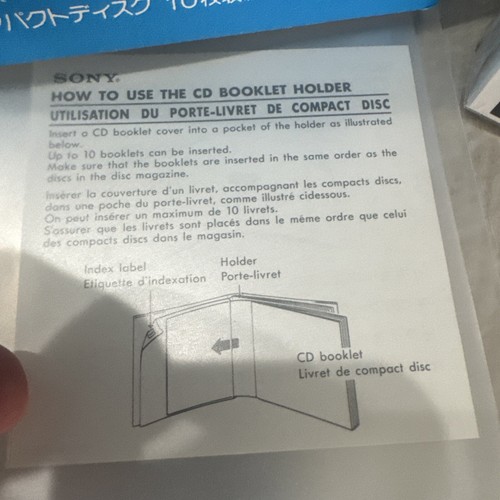 パクトディスク 10枚収
SONY.
HOW TO USE THE CD BOOKLET HOLDER
UTILISATION DU PORTE-LIVRET DE COMPACT DISC
Insert a CD booklet cover into a pocket of the holder as illustrated
below.
Up to 10 booklets can be inserted.
Make sure that the booklets are inserted in the same order as the
discs in the disc magazine.
Insérer la couverture d'un livret, accompagnant les compacts discs,
dans une poche du porte-livret, comme illustré cidessous.
On peut insérer un maximum de 10 livrets.
S'assurer que les livrets sont placés dans le même ordre que celui
des compacts discs dans le magasin.
Index label
Etiquette d'indexation
Holder
Porte-livret
CD booklet
Livret de compact disc